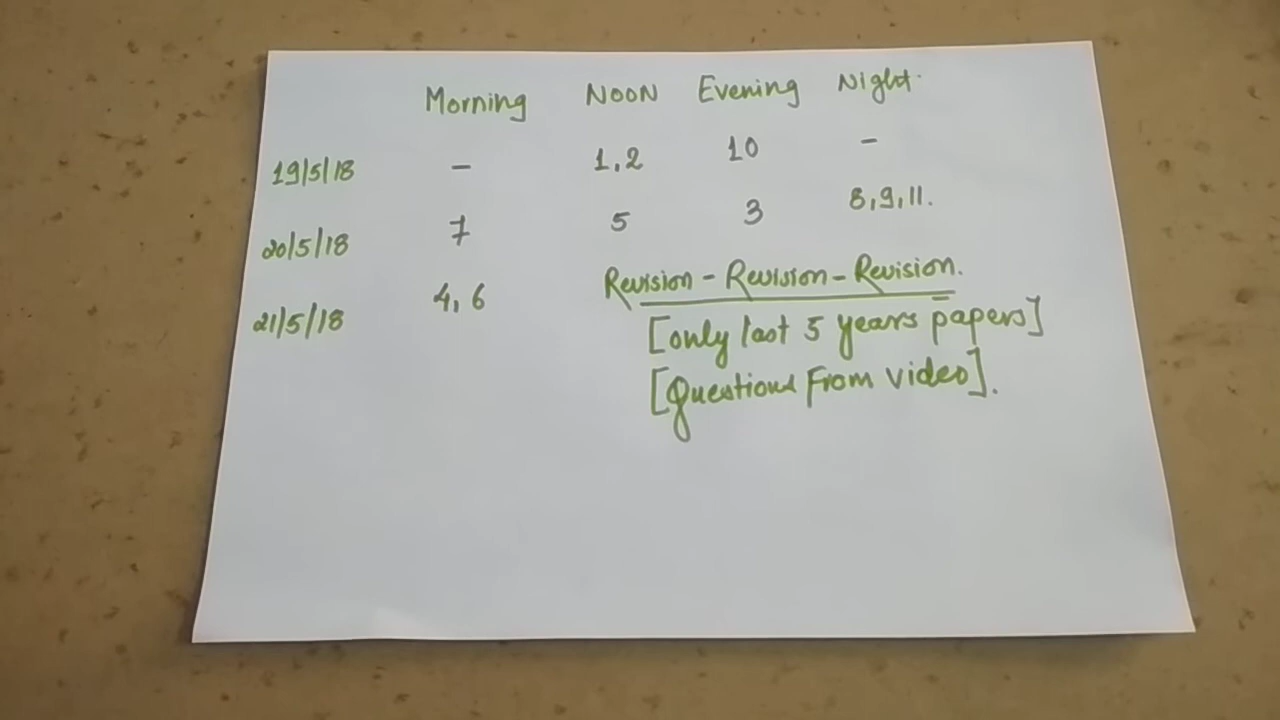 Morning NOON Evening Night.
19/5/18 - 1,2 10 -
20/5/18 7 5 3 8,9,11.
21/5/18 4,6 Revision - Revision - Revision.
[only last 5 years papers]
[Questions From video].